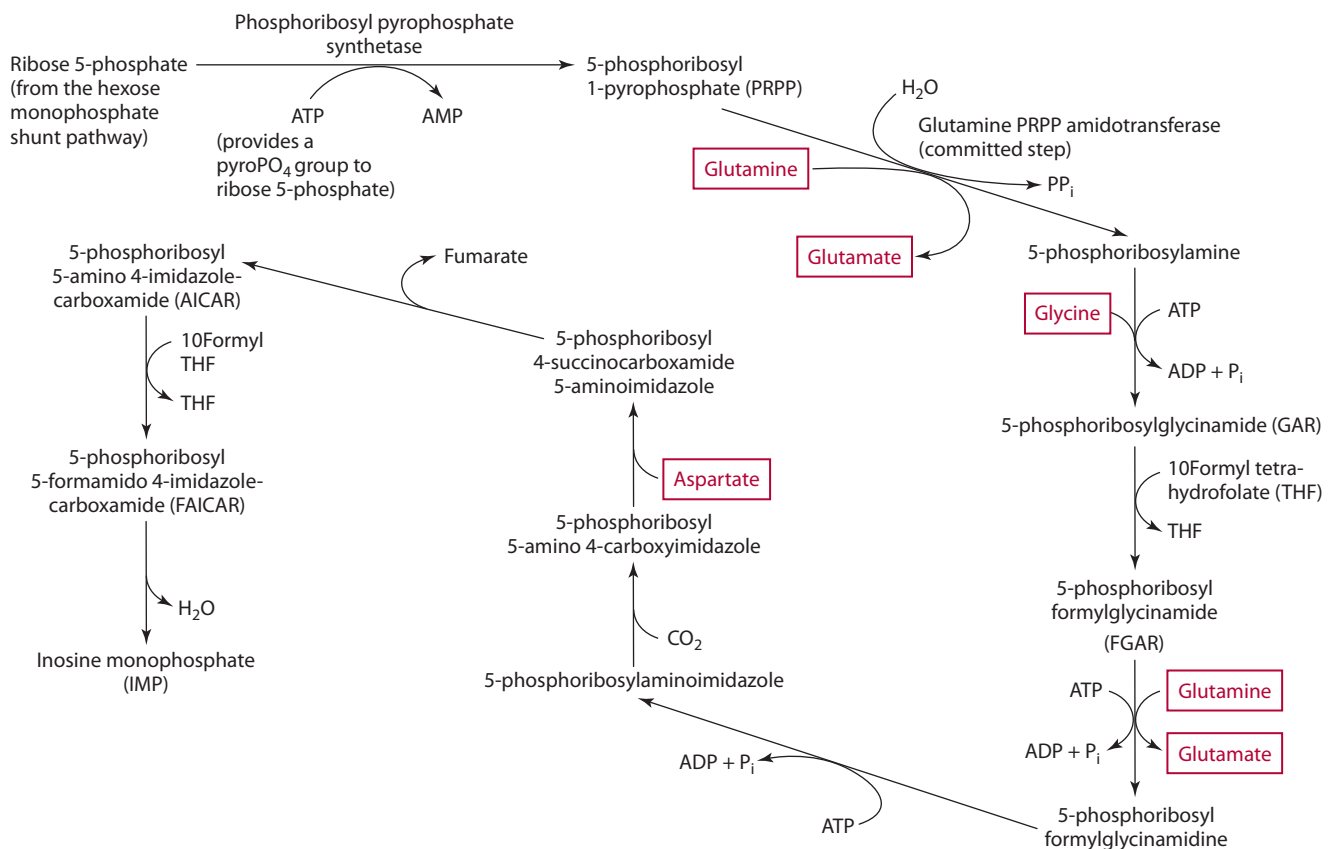 Phosphoribosyl pyrophosphate
synthetase
Ribose 5-phosphate
(from the hexose
monophosphate
shunt pathway)
ATP
AMP
(provides a
pyroPO4 group to
ribose 5-phosphate)
5-phosphoribosyl
1-pyrophosphate (PRPP)
H2O
Glutamine PRPP amidotransferase
(committed step)
Glutamine
PPi
Glutamate
5-phosphoribosylamine
Glycine
ATP
ADP + Pi
5-phosphoribosylglycinamide (GAR)
10Formyl tetra-
hydrofolate (THF)
THF
5-phosphoribosyl
formylglycinamide
(FGAR)
ATP
Glutamine
ADP + Pi
Glutamate
5-phosphoribosyl
formylglycinamidine
ATP
ADP + Pi
5-phosphoribosylaminoimidazole
CO2
5-phosphoribosyl
5-amino 4-carboxyimidazole
Aspartate
5-phosphoribosyl
4-succinocarboxamide
5-aminoimidazole
Fumarate
5-phosphoribosyl
5-amino 4-imidazole-
carboxamide (AICAR)
10Formyl
THF
THF
5-phosphoribosyl
5-formamido 4-imidazole-
carboxamide (FAICAR)
H2O
Inosine monophosphate
(IMP)